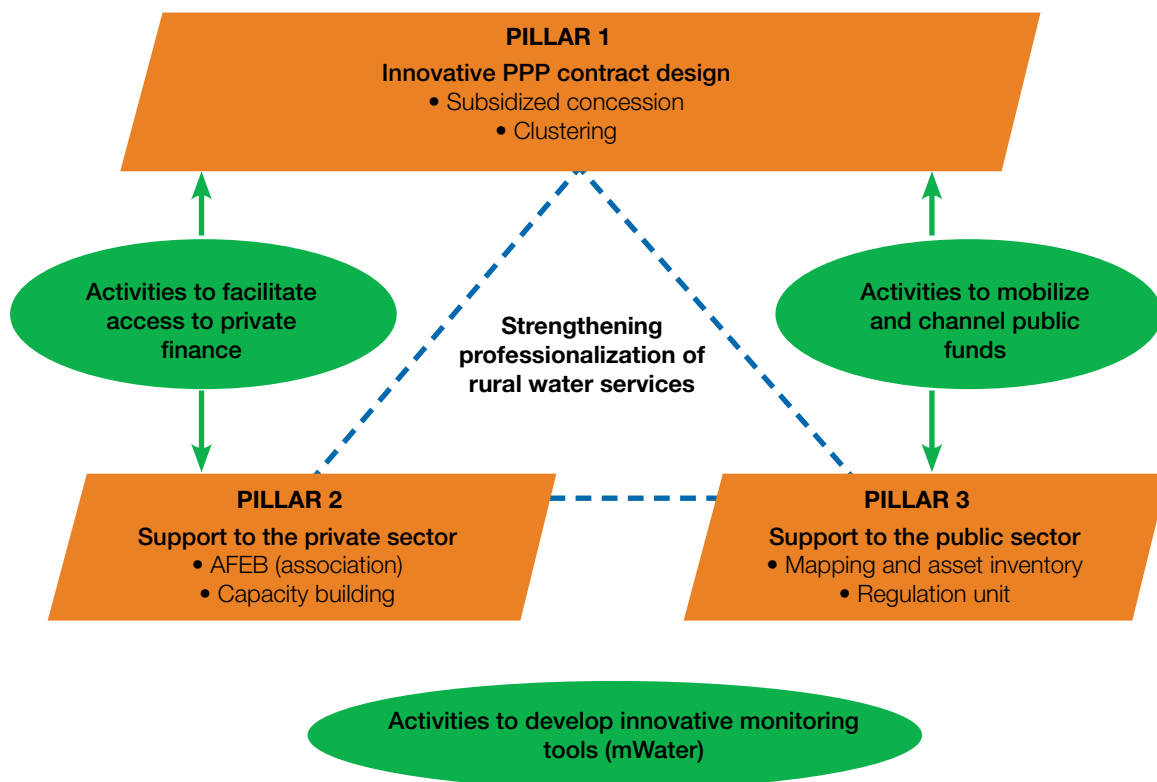 PILLAR 1
Innovative PPP contract design
• Subsidized concession
• Clustering
Activities to facilitate
access to private
finance
Strengthening
professionalization of
rural water services
Activities to mobilize
and channel public
funds
PILLAR 2
Support to the private sector
• AFEB (association)
• Capacity building
PILLAR 3
Support to the public sector
• Mapping and asset inventory
• Regulation unit
Activities to develop innovative monitoring
tools (mWater)